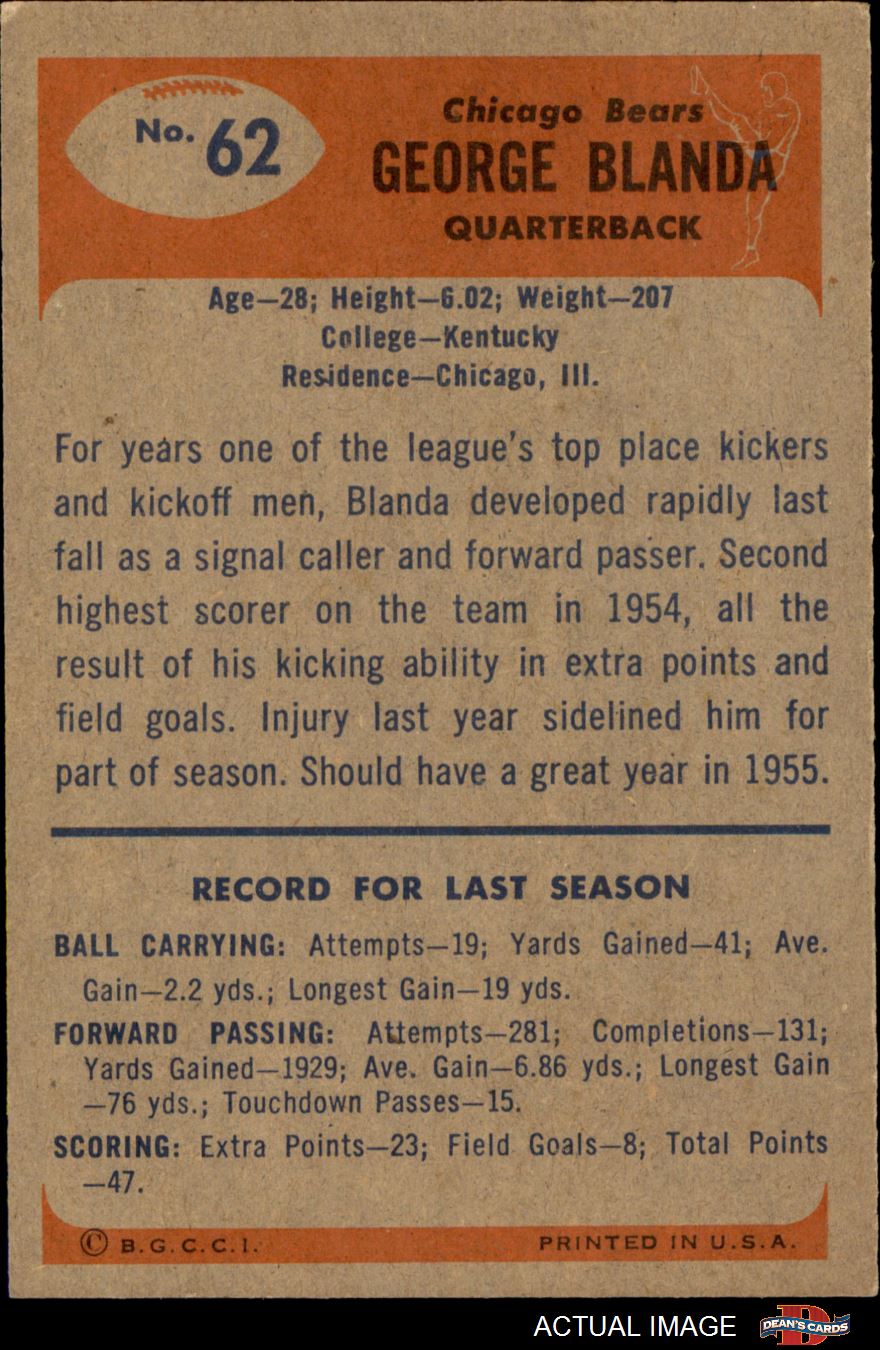 No. 62
Chicago Bears
GEORGE BLANDA
QUARTERBACK
Age—28; Height—6.02; Weight—207
College—Kentucky
Residence—Chicago, Ill.
For years one of the league's top place kickers
and kickoff men, Blanda developed rapidly last
fall as a signal caller and forward passer. Second
highest scorer on the team in 1954, all the
result of his kicking ability in extra points and
field goals. Injury last year sidelined him for
part of season. Should have a great year in 1955.
RECORD FOR LAST SEASON
BALL CARRYING: Attempts—19; Yards Gained—41; Ave.
Gain—2.2 yds.; Longest Gain—19 yds.
FORWARD PASSING: Attempts—281; Completions—131;
Yards Gained—1929; Ave. Gain—6.86 yds.; Longest Gain
—76 yds.; Touchdown Passes—15.
SCORING: Extra Points—23; Field Goals—8; Total Points
—47.
© B.G.C.C.I. PRINTED IN U.S.A.
ACTUAL IMAGE D DEAN'S CARDS